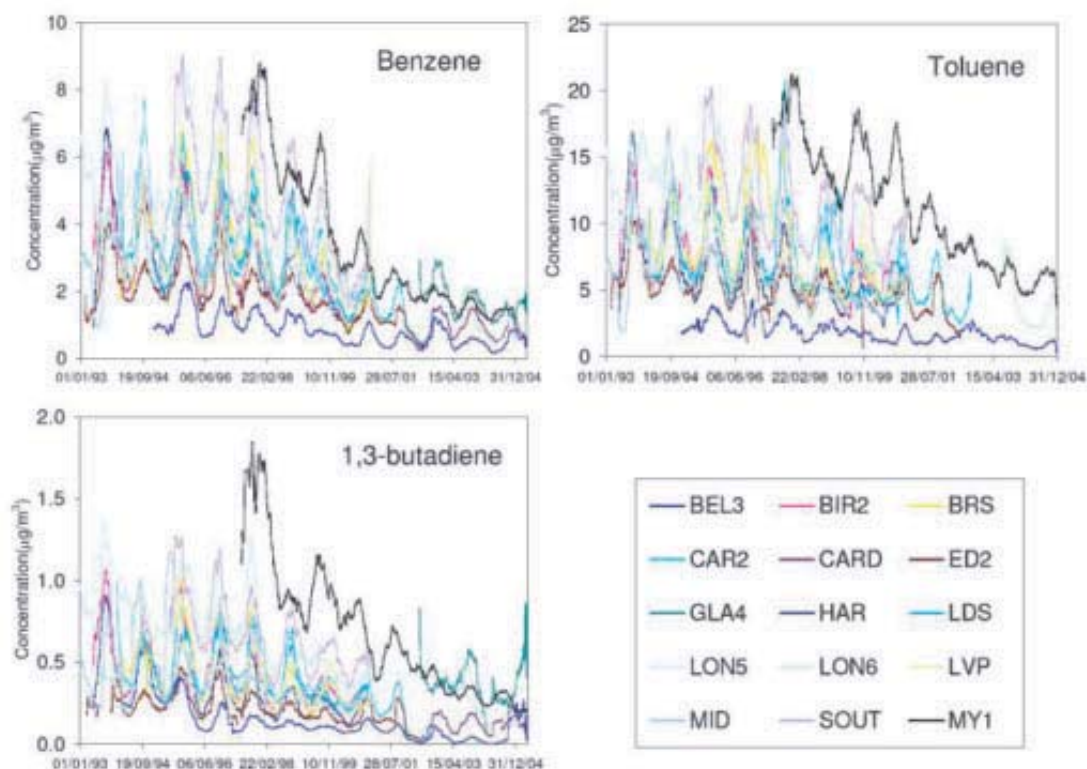 Benzene
Concentration(µg/m³)
10
8
6
4
2
0
01/01/93 19/09/94 06/06/96 22/02/98 10/11/99 28/07/01 15/04/03 31/12/04
Toluene
Concentration(µg/m³)
25
20
15
10
5
0
01/01/93 19/09/94 06/06/96 22/02/98 10/11/99 28/07/01 15/04/03 31/12/04
1,3-butadiene
Concentration(µg/m³)
2.0
1.5
1.0
0.5
0.0
01/01/93 19/09/94 06/06/96 22/02/98 10/11/99 28/07/01 15/04/03 31/12/04
BEL3 BIR2 BRS
CAR2 CARD ED2
GLA4 HAR LDS
LON5 LON6 LVP
MID SOUT MY1